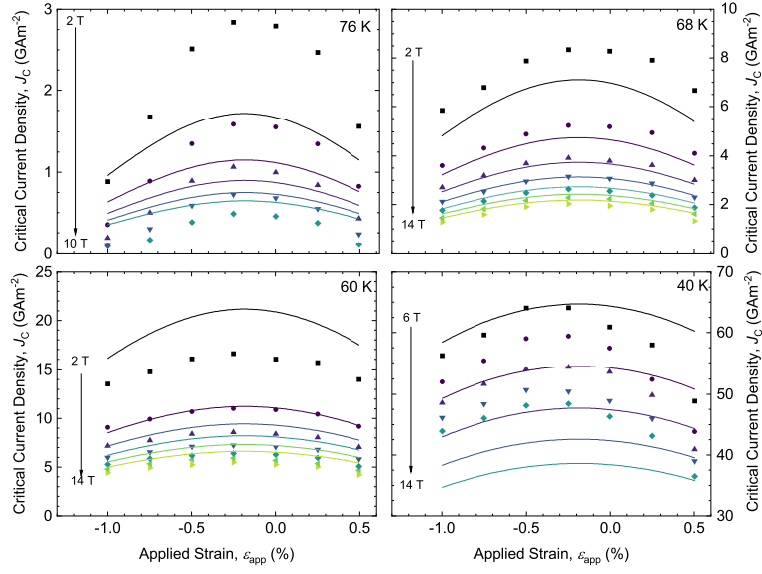 3
2
1
0
Critical Current Density, J_C (GAm⁻²)
2 T
10 T
76 K
68 K
2 T
14 T
10
8
6
4
2
0
Critical Current Density, J_C (GAm⁻²)
25
20
15
10
5
0
Critical Current Density, J_C (GAm⁻²)
2 T
14 T
60 K
40 K
6 T
14 T
70
60
50
40
30
Critical Current Density, J_C (GAm⁻²)
-1.0 -0.5 0.0 0.5
-1.0 -0.5 0.0 0.5
Applied Strain, ε_app (%)
Applied Strain, ε_app (%)